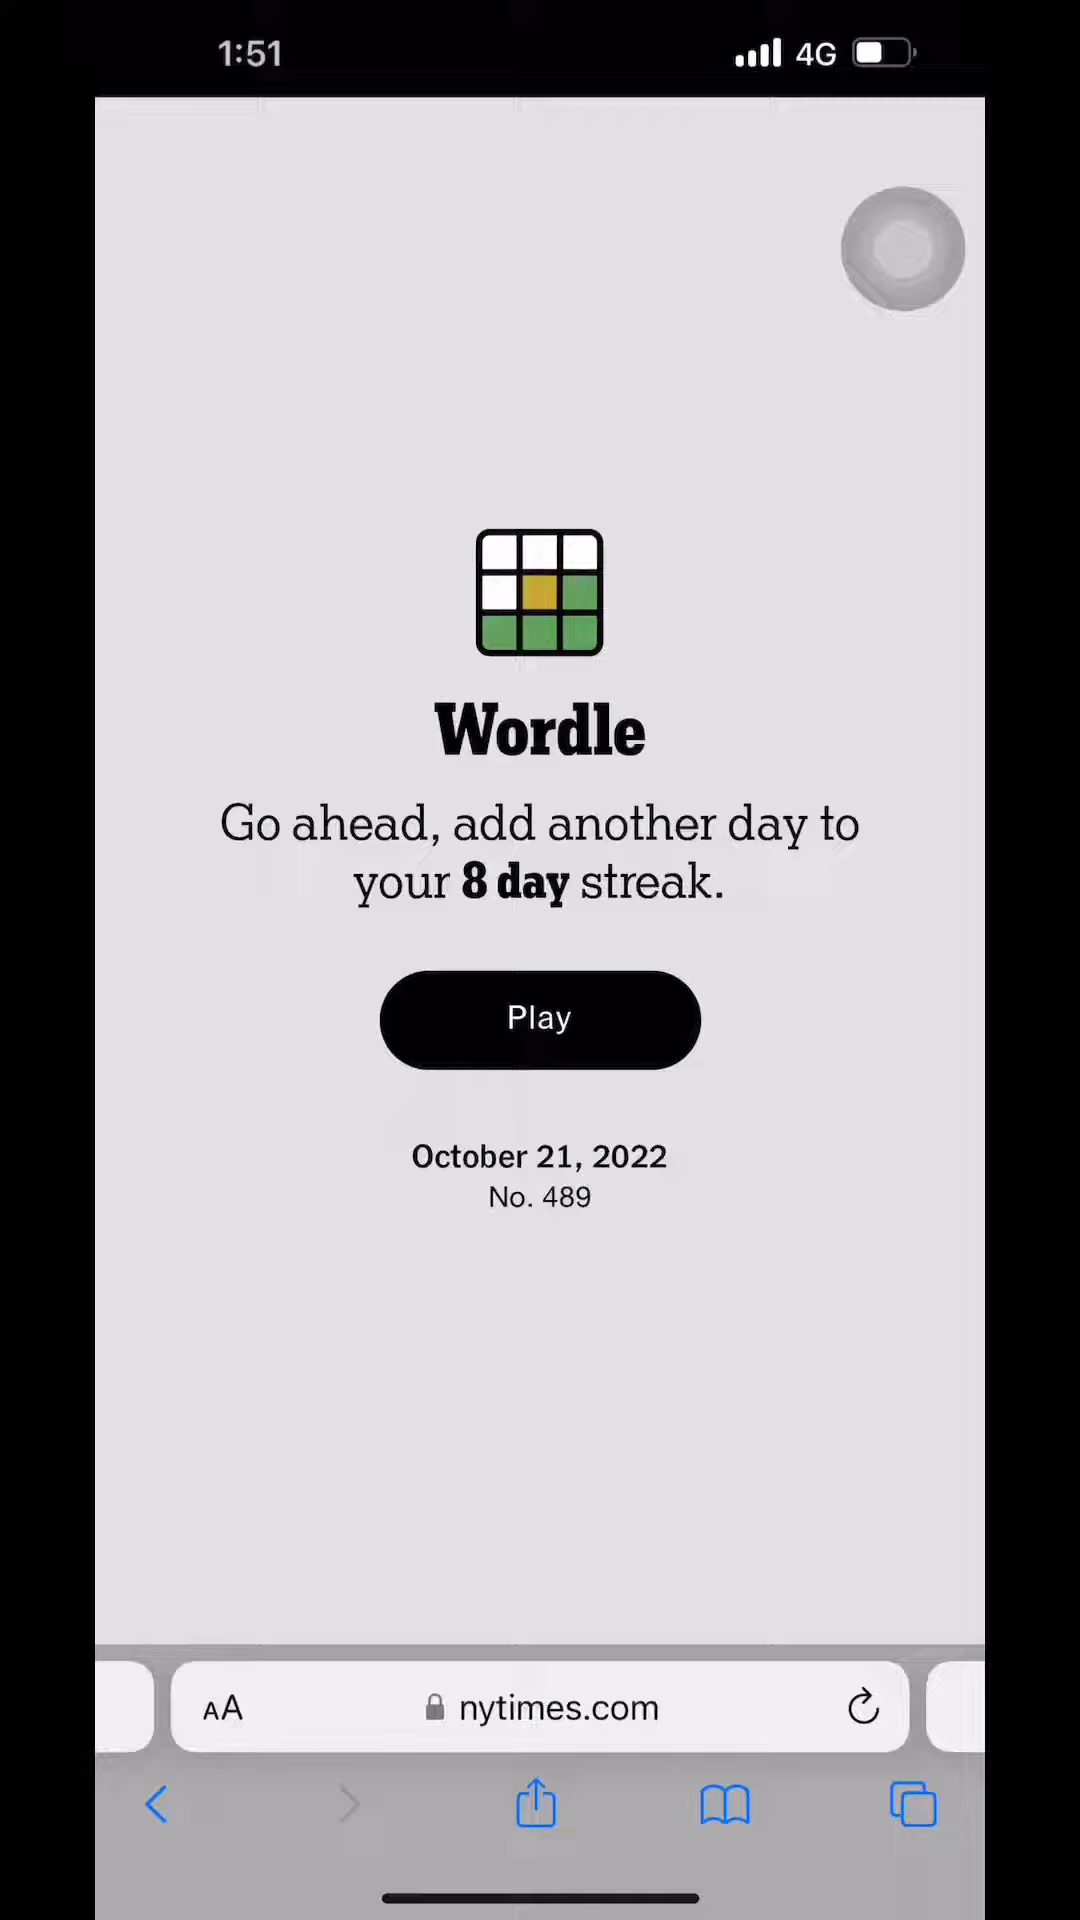 1:51 4G
Wordle
Go ahead, add another day to
your 8 day streak.
Play
October 21, 2022
No. 489
AA nytimes.com